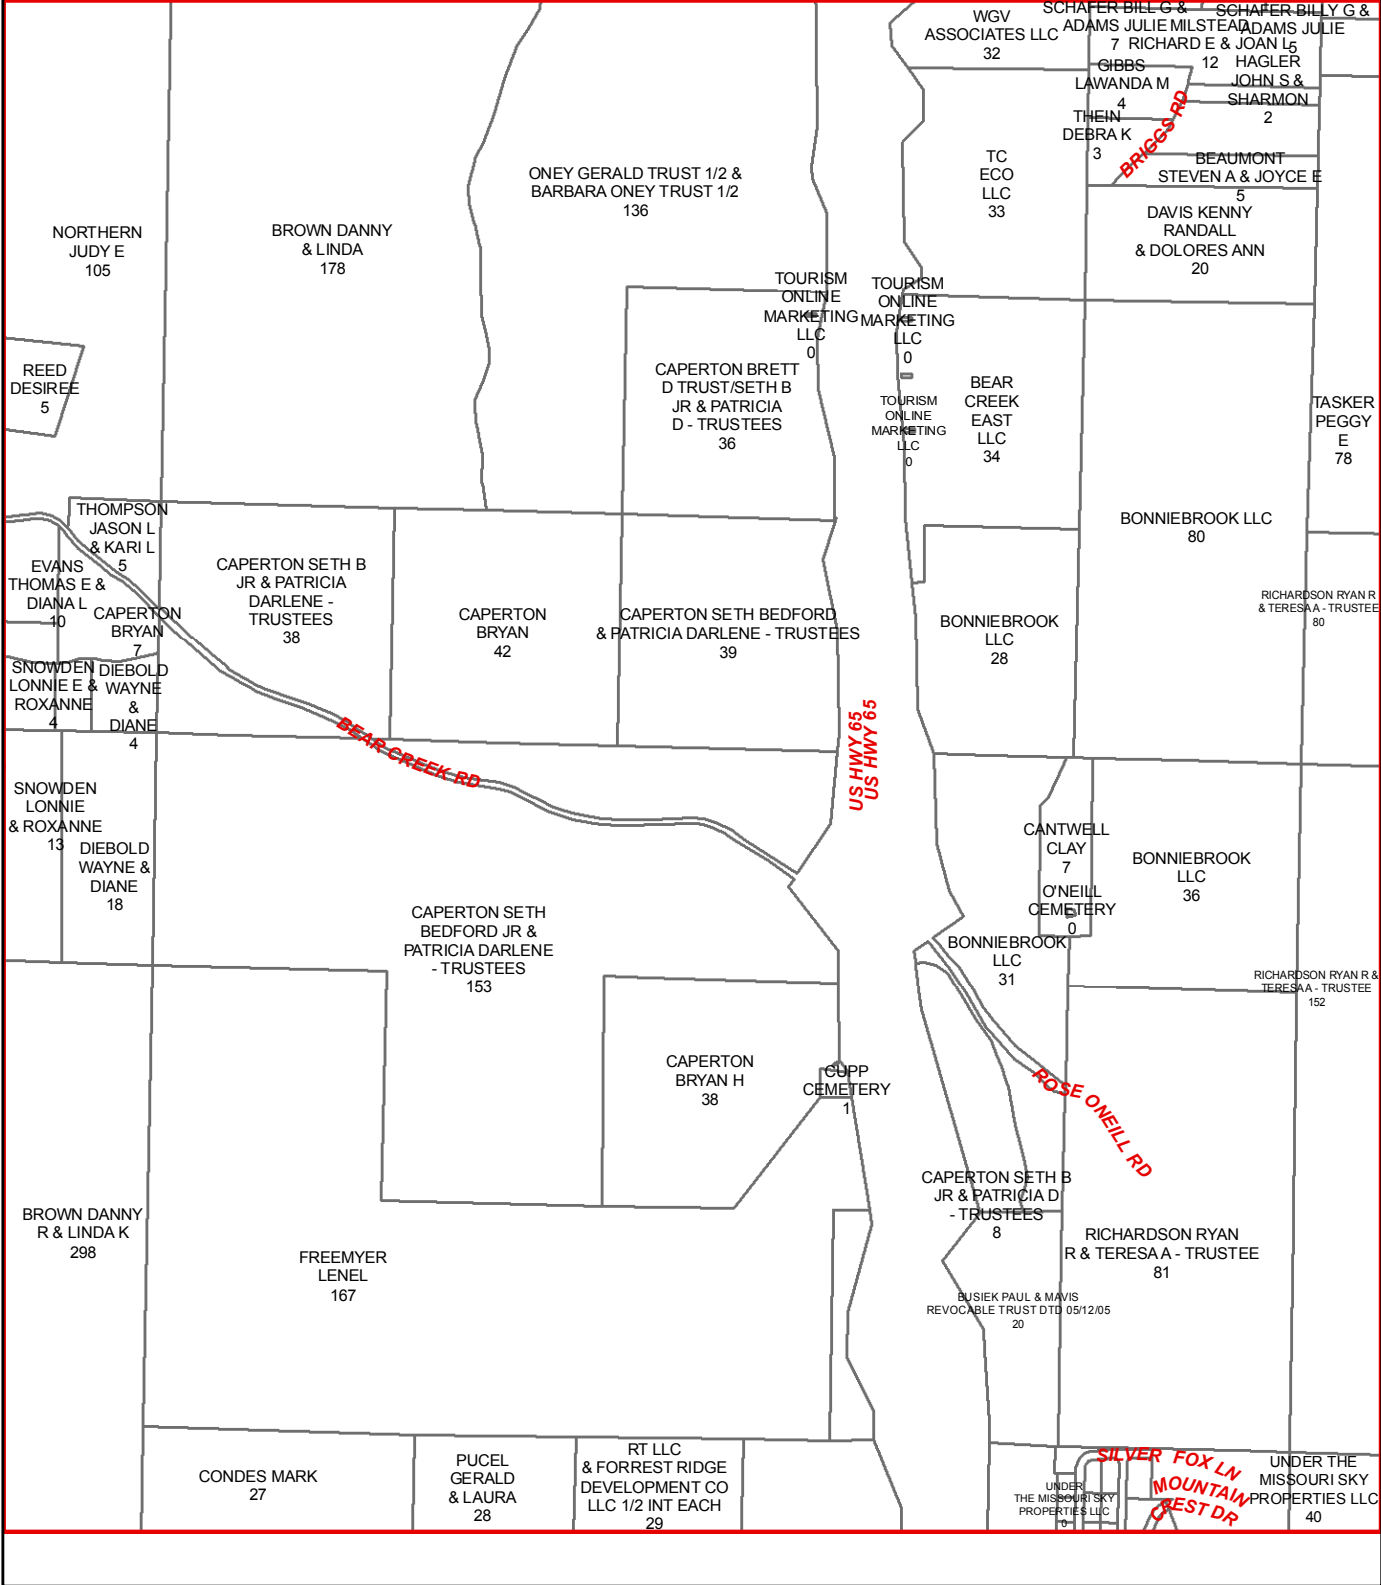 WGV
ASSOCIATES LLC
32
SCHAFER BILL G &
ADAMS JULIE
7
MILSTEAD
RICHARD E & JOAN L
12
SCHAFER BILLY G &
ADAMS JULIE
5
GIBBS
LAWANDA M
4
HAGLER
JOHN S &
SHARMON
2
THEIN
DEBRA K
3
BRIGGS RD
BEAUMONT
STEVEN A & JOYCE E
5
TC
ECO
LLC
33
DAVIS KENNY
RANDALL
& DOLORES ANN
20
NORTHERN
JUDY E
105
BROWN DANNY
& LINDA
178
ONEY GERALD TRUST 1/2 &
BARBARA ONEY TRUST 1/2
136
TOURISM
ONLINE
MARKETING
LLC
0
TOURISM
ONLINE
MARKETING
LLC
0
TOURISM
ONLINE
MARKETING
LLC
0
REED
DESIREE
5
CAPERTON BRETT
D TRUST/SETH B
JR & PATRICIA
D - TRUSTEES
36
BEAR
CREEK
EAST
LLC
34
TASKER
PEGGY
E
78
THOMPSON
JASON L
& KARI L
5
BONNIEBROOK LLC
80
EVANS
THOMAS E &
DIANA L
10
CAPERTON
BRYAN
7
CAPERTON SETH B
JR & PATRICIA
DARLENE -
TRUSTEES
38
CAPERTON
BRYAN
42
CAPERTON SETH BEDFORD
& PATRICIA DARLENE - TRUSTEES
39
BONNIEBROOK
LLC
28
RICHARDSON RYAN R
& TERESA A - TRUSTEE
80
SNOWDEN
LONNIE E &
ROXANNE
4
DIEBOLD
WAYNE
&
DIANE
4
BEAR CREEK RD
US HWY 65
US HWY 65
SNOWDEN
LONNIE
& ROXANNE
13
DIEBOLD
WAYNE &
DIANE
18
CANTWELL
CLAY
7
O'NEILL
CEMETERY
0
BONNIEBROOK
LLC
36
CAPERTON SETH
BEDFORD JR &
PATRICIA DARLENE
- TRUSTEES
153
BONNIEBROOK
LLC
31
RICHARDSON RYAN R &
TERESA A - TRUSTEE
152
CAPERTON
BRYAN H
38
CUPP
CEMETERY
1
ROSE ONEILL RD
CAPERTON SETH B
JR & PATRICIA D
- TRUSTEES
8
BROWN DANNY
R & LINDA K
298
FREEMYER
LENEL
167
RICHARDSON RYAN
R & TERESA A - TRUSTEE
81
BUSIEK PAUL & MAVIS
REVOCABLE TRUST DTD 05/12/05
20
CONDES MARK
27
PUCEL
GERALD
& LAURA
28
RT LLC
& FORREST RIDGE
DEVELOPMENT CO
LLC 1/2 INT EACH
29
UNDER
THE MISSOURI SKY
PROPERTIES LLC
0
SILVER FOX LN
MOUNTAIN
CREST DR
UNDER THE
MISSOURI SKY
PROPERTIES LLC
40